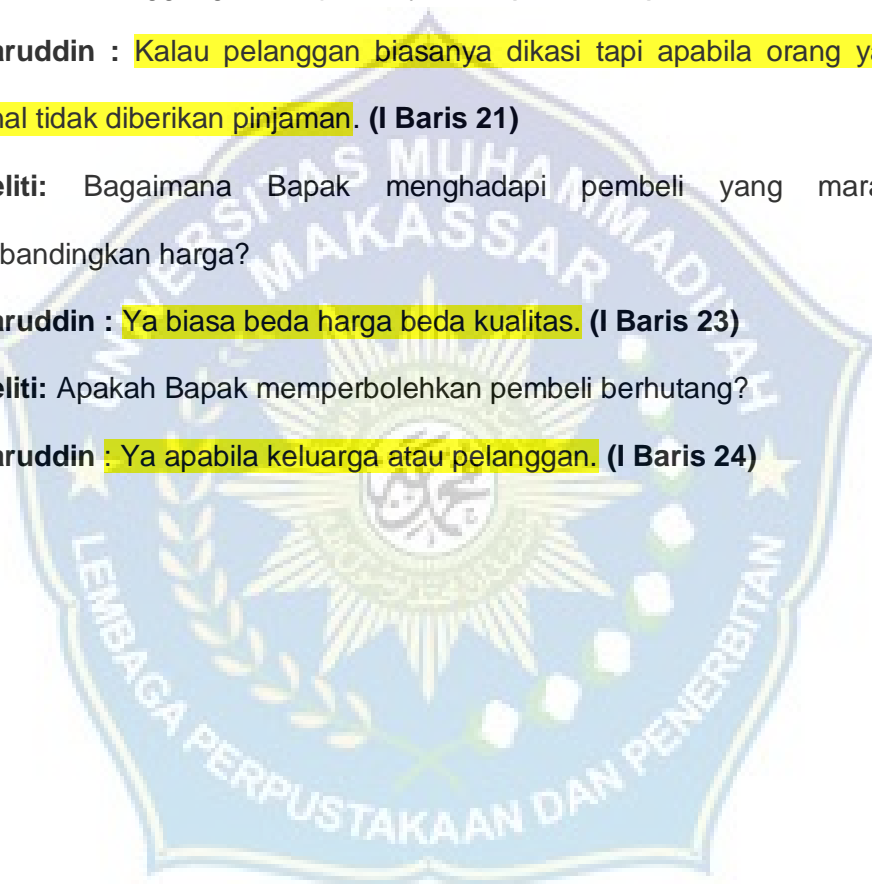 aruddin : Kalau pelanggan biasanya dikasi tapi apabila orang ya
nal tidak diberikan pinjaman. (I Baris 21)
eliti: Bagaimana Bapak menghadapi pembeli yang mara
bandingkan harga?
aruddin : Ya biasa beda harga beda kualitas. (I Baris 23)
eliti: Apakah Bapak memperbolehkan pembeli berhutang?
aruddin : Ya apabila keluarga atau pelanggan. (I Baris 24)
UNIVERSITAS MUHAMMADIYAH
MAKASSAR
LEMBAGA PERPUSTAKAAN DAN PENERBITAN